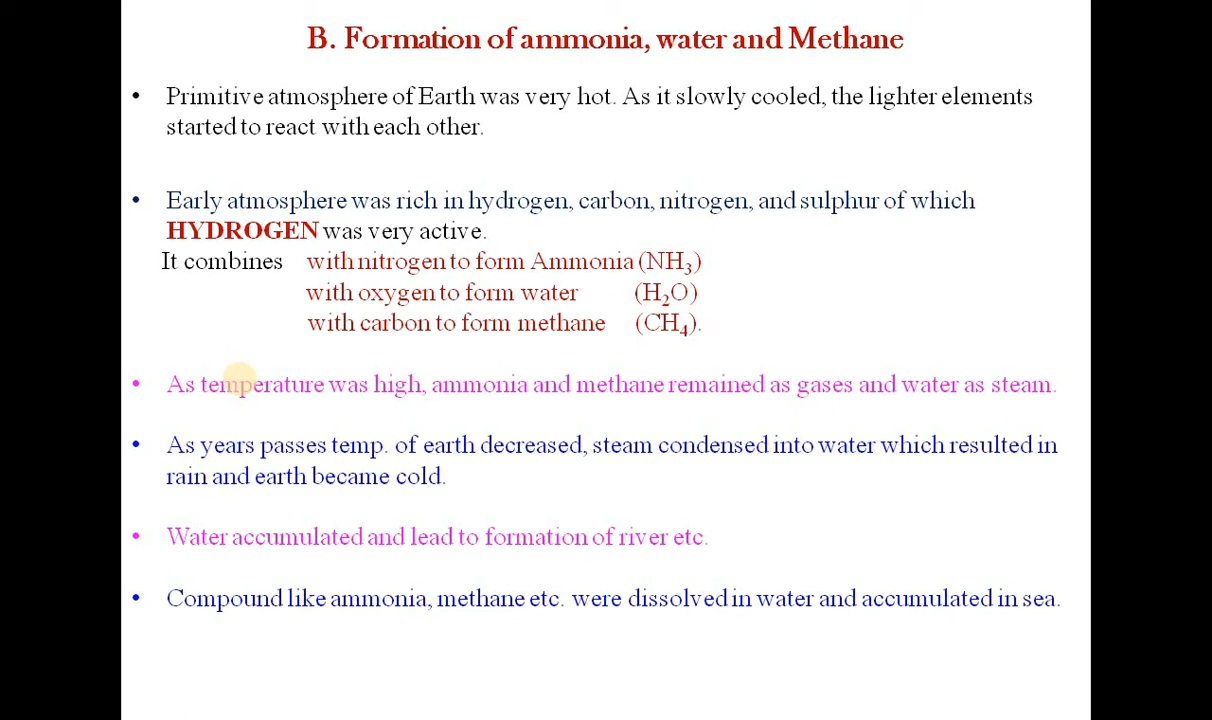 B. Formation of ammonia, water and Methane
• Primitive atmosphere of Earth was very hot. As it slowly cooled, the lighter elements
started to react with each other.
• Early atmosphere was rich in hydrogen, carbon, nitrogen, and sulphur of which
HYDROGEN was very active.
It combines with nitrogen to form Ammonia (NH₃)
with oxygen to form water (H₂O)
with carbon to form methane (CH₄).
• As temperature was high, ammonia and methane remained as gases and water as steam.
• As years passes temp. of earth decreased, steam condensed into water which resulted in
rain and earth became cold.
• Water accumulated and lead to formation of river etc.
• Compound like ammonia, methane etc. were dissolved in water and accumulated in sea.